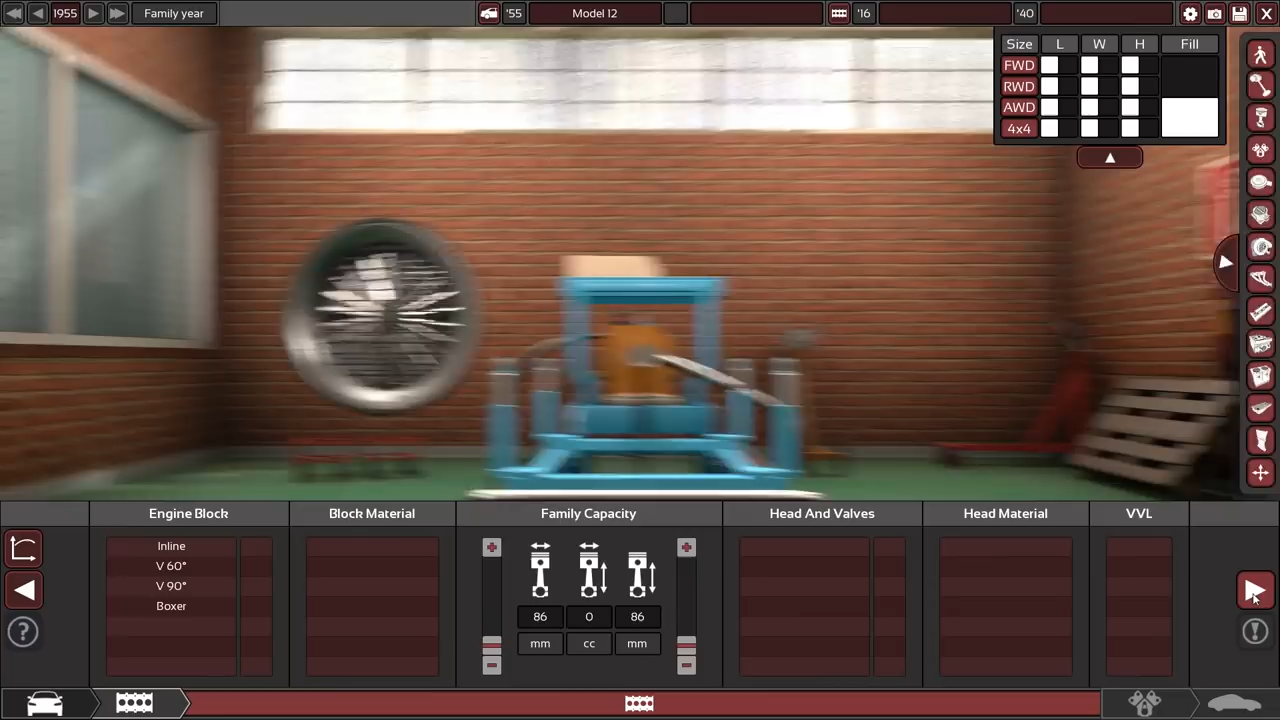 1955 Family year '55 Model 12 '16 '40
Size L W H Fill
FWD
RWD
AWD
4x4
Engine Block Block Material Family Capacity Head And Valves Head Material VVL
Inline
V 60°
V 90°
Boxer
86 0 86
mm cc mm